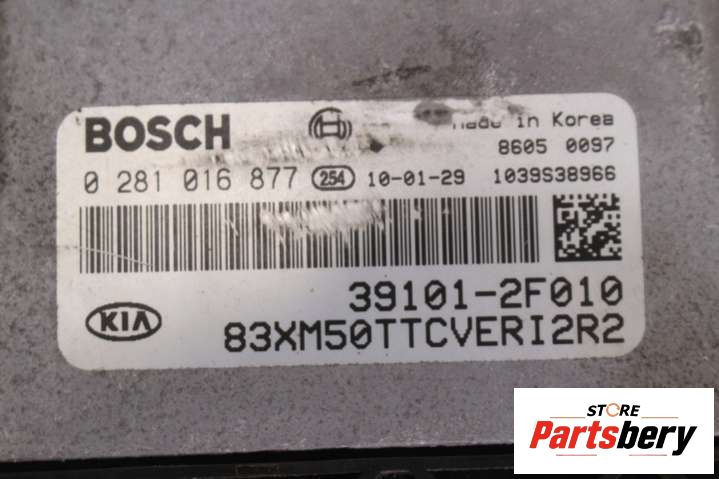 BOSCH Made in Korea
8605 0097
0 281 016 877 254 10-01-29 1039S38966
39101-2F010
KIA 83XM50TTCVERI2R2
STORE
Partsbery